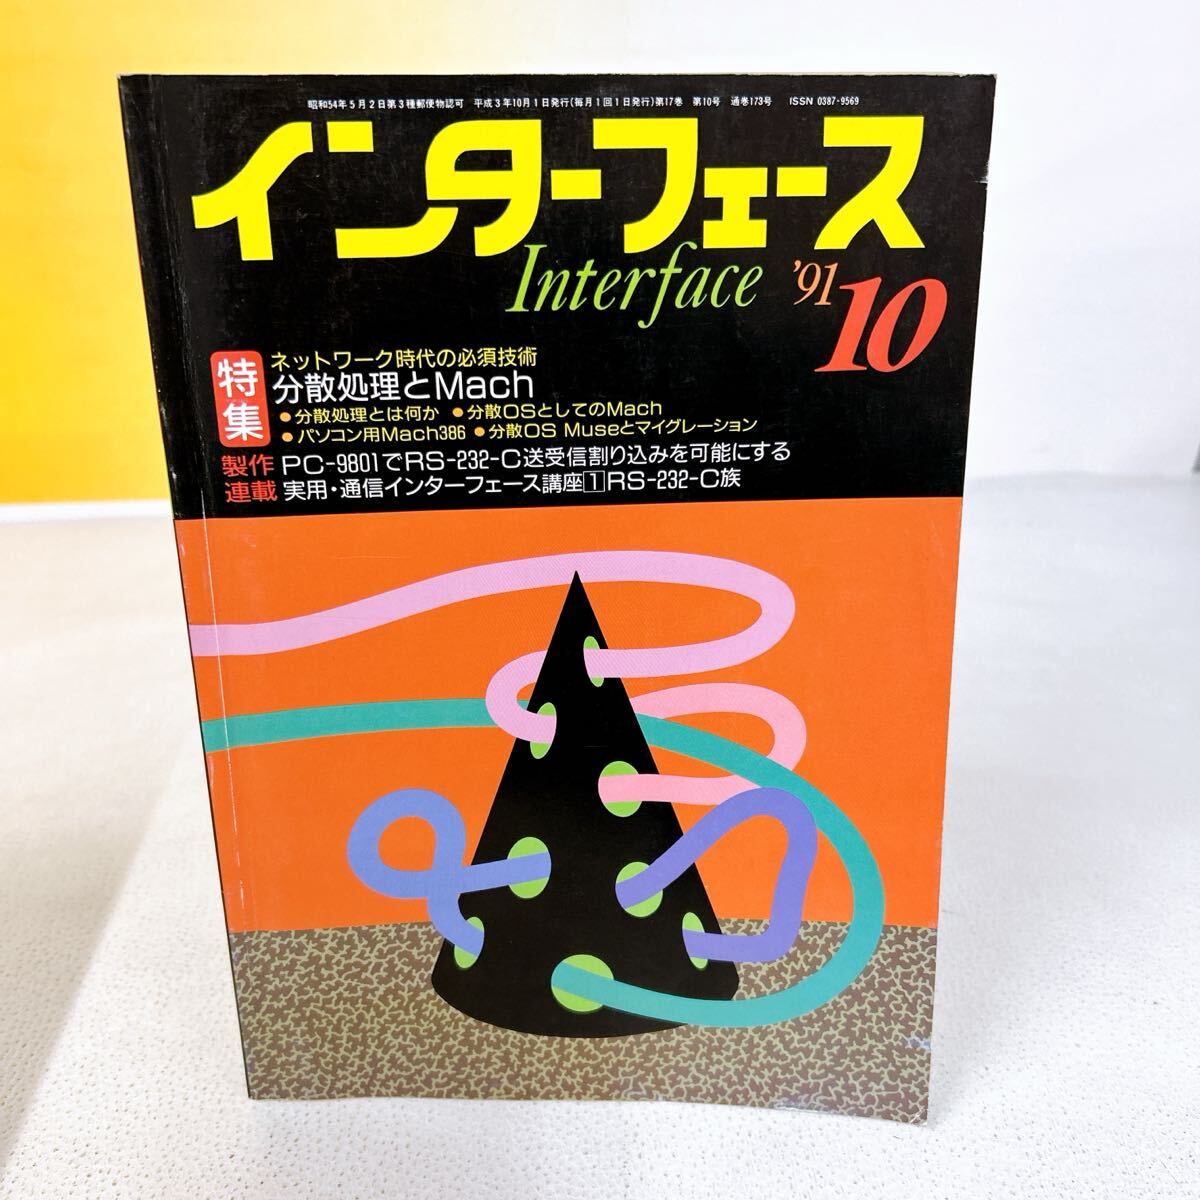 昭和54年5月2日第3種郵便物認可 平成3年10月1日発行(毎月1回1日発行)第17巻 第10号 通巻173号 ISSN 0387-9569
インターフェース
Interface '91 10
特集
ネットワーク時代の必須技術
分散処理とMach
●分散処理とは何か ●分散OSとしてのMach
●パソコン用Mach386 ●分散OS Museとマイグレーション
製作 PC-9801でRS-232-C送受信割り込みを可能にする
連載 実用・通信インターフェース講座1RS-232-C族